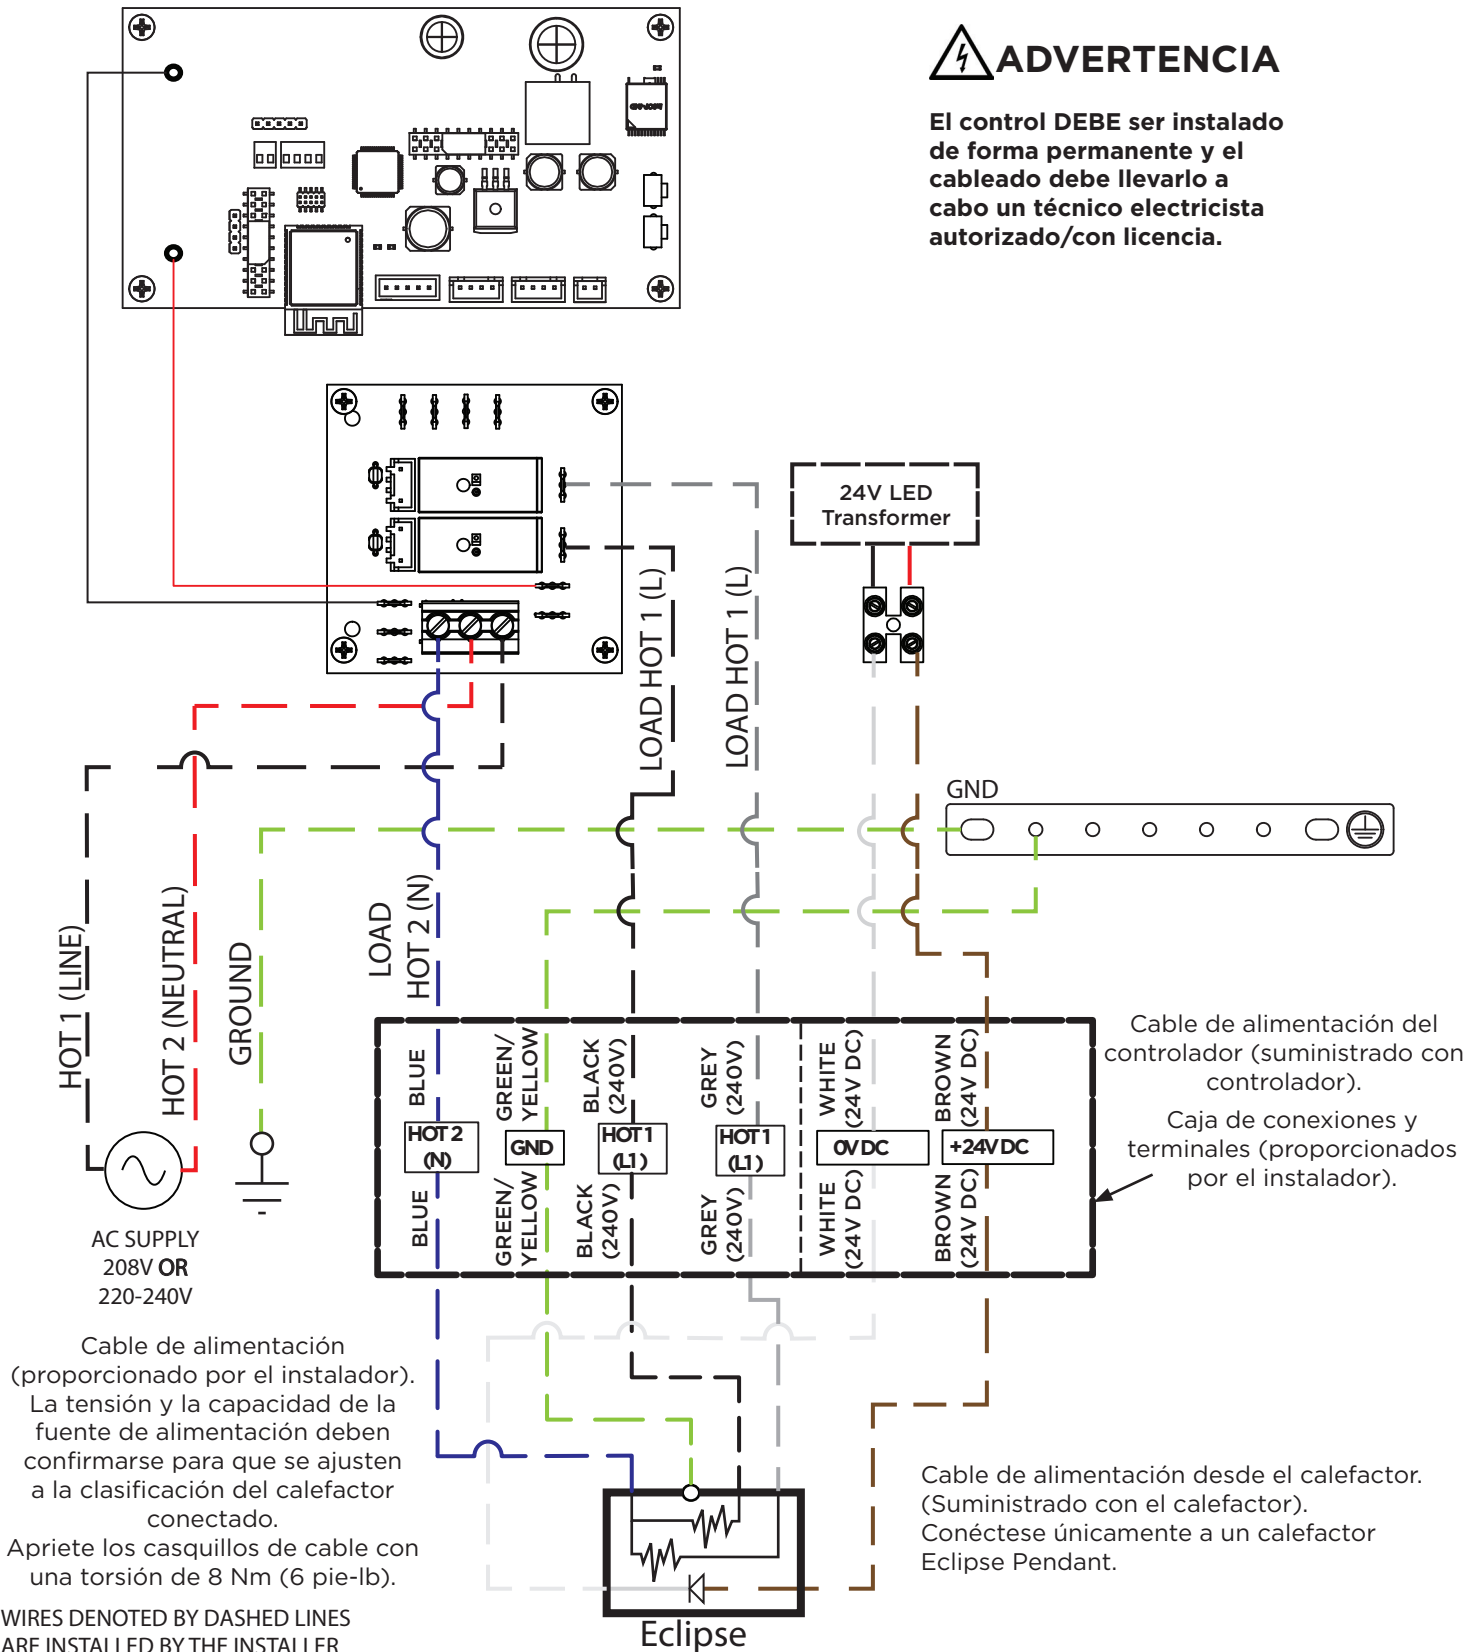 ADVERTENCIA
El control DEBE ser instalado
de forma permanente y el
cableado debe llevarlo a
cabo un técnico electricista
autorizado/con licencia.
24V LED
Transformer
LOAD HOT 1 (L)
LOAD HOT 1 (L)
GND
HOT 1 (LINE)
HOT 2 (NEUTRAL)
GROUND
LOAD
HOT 2 (N)
BLUE
GREEN/
YELLOW
BLACK
(240V)
GREY
(240V)
WHITE
(24V DC)
BROWN
(24V DC)
HOT 2
(N)
GND
HOT 1
(L1)
HOT 1
(L1)
0V DC
+24V DC
BLUE
GREEN/
YELLOW
BLACK
(240V)
GREY
(240V)
WHITE
(24V DC)
BROWN
(24V DC)
Cable de alimentación del
controlador (suministrado con
controlador).
Caja de conexiones y
terminales (proporcionados
por el instalador).
AC SUPPLY
208V OR
220-240V
Cable de alimentación
(proporcionado por el instalador).
La tensión y la capacidad de la
fuente de alimentación deben
confirmarse para que se ajusten
a la clasificación del calefactor
conectado.
Apriete los casquillos de cable con
una torsión de 8 Nm (6 pie-lb).
Cable de alimentación desde el calefactor.
(Suministrado con el calefactor).
Conéctese únicamente a un calefactor
Eclipse Pendant.
WIRES DENOTED BY DASHED LINES
ARE INSTALLED BY THE INSTALLER
Eclipse